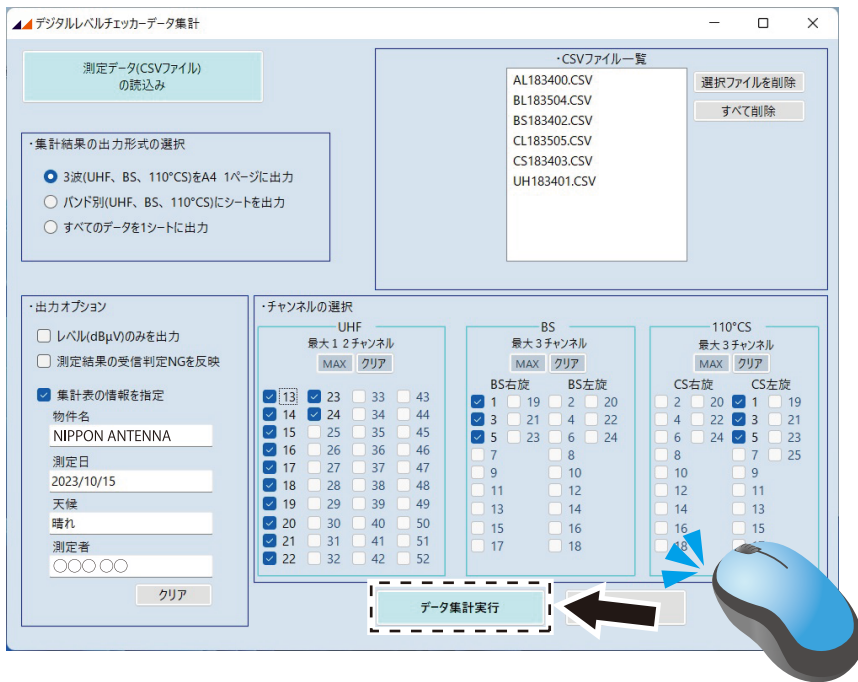 デジタルレベルチェッカーデータ集計
測定データ(CSVファイル)
の読込み
・CSVファイル一覧
AL183400.CSV
BL183504.CSV
BS183402.CSV
CL183505.CSV
CS183403.CSV
UH183401.CSV
選択ファイルを削除
すべて削除
・集計結果の出力形式の選択
3波(UHF、BS、110°CS)をA4 1ページに出力
バンド別(UHF、BS、110°CS)にシートを出力
すべてのデータを1シートに出力
・出力オプション
レベル(dBμV)のみを出力
測定結果の受信判定NGを反映
集計表の情報を指定
物件名
NIPPON ANTENNA
測定日
2023/10/15
天候
晴れ
測定者
○○○ ○○
クリア
・チャンネルの選択
UHF
最大12チャンネル
MAX クリア
13 23 33 43
14 24 34 44
15 25 35 45
16 26 36 46
17 27 37 47
18 28 38 48
19 29 39 49
20 30 40 50
21 31 41 51
22 32 42 52
BS
最大3チャンネル
MAX クリア
BS右旋 BS左旋
1 19 2 20
3 21 4 22
5 23 6 24
7 8
9 10
11 12
13 14
15 16
17 18
110°CS
最大3チャンネル
MAX クリア
CS右旋 CS左旋
2 20 1 19
4 22 3 21
6 24 5 23
8 7 25
10 9
12 11
14 13
16 15
18
データ集計実行